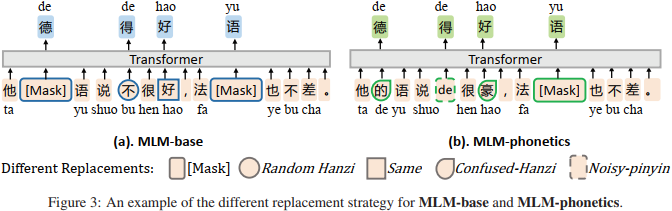 de de hao yu
德 得 好 语
Transformer
他 [Mask] 语 说 不 很 好 , 法 [Mask] 也 不 差 。
ta yu shuo bu hen hao fa ye bu cha
(a). MLM-base
de de hao yu
德 得 好 语
Transformer
他 的 语 说 de 很 豪 , 法 [Mask] 也 不 差 。
ta de yu shuo hen hao fa ye bu cha
(b). MLM-phonetics
Different Replacements: [Mask] Random Hanzi Same Confused-Hanzi Noisy-pinyin
Figure 3: An example of the different replacement strategy for MLM-base and MLM-phonetics.